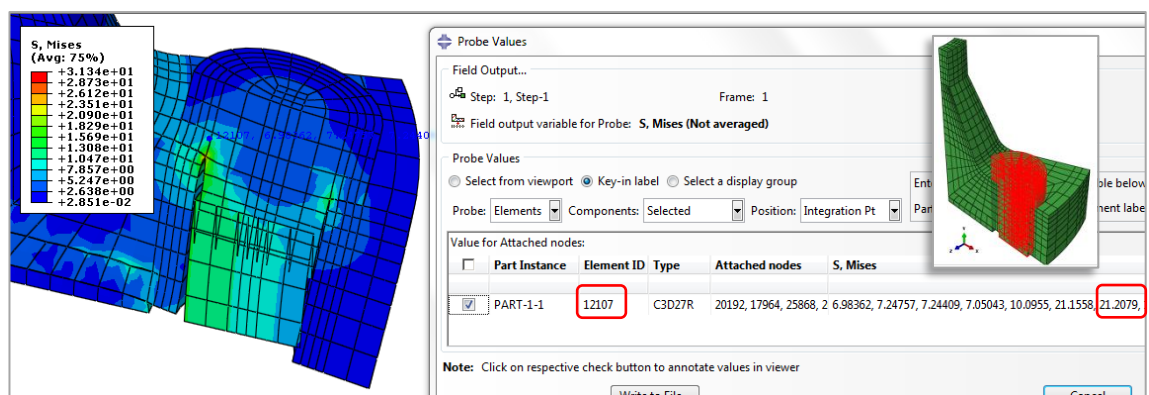 S, Mises
(Avg: 75%)
+3.134e+01
+2.873e+01
+2.612e+01
+2.351e+01
+2.090e+01
+1.829e+01
+1.569e+01
+1.308e+01
+1.047e+01
+7.857e+00
+5.247e+00
+2.638e+00
+2.851e-02
12107, 6.98362, 7
40
Probe Values
Field Output...
Step: 1, Step-1 Frame: 1
Field output variable for Probe: S, Mises (Not averaged)
Probe Values
Select from viewport Key-in label Select a display group
Probe: Elements Components: Selected Position: Integration Pt
Value for Attached nodes:
Part Instance Element ID Type Attached nodes S, Mises
PART-1-1 12107 C3D27R 20192, 17964, 25868, 2 6.98362, 7.24757, 7.24409, 7.05043, 10.0955, 21.1558, 21.2079,
Note: Click on respective check button to annotate values in viewer
Write to File...
Cancel